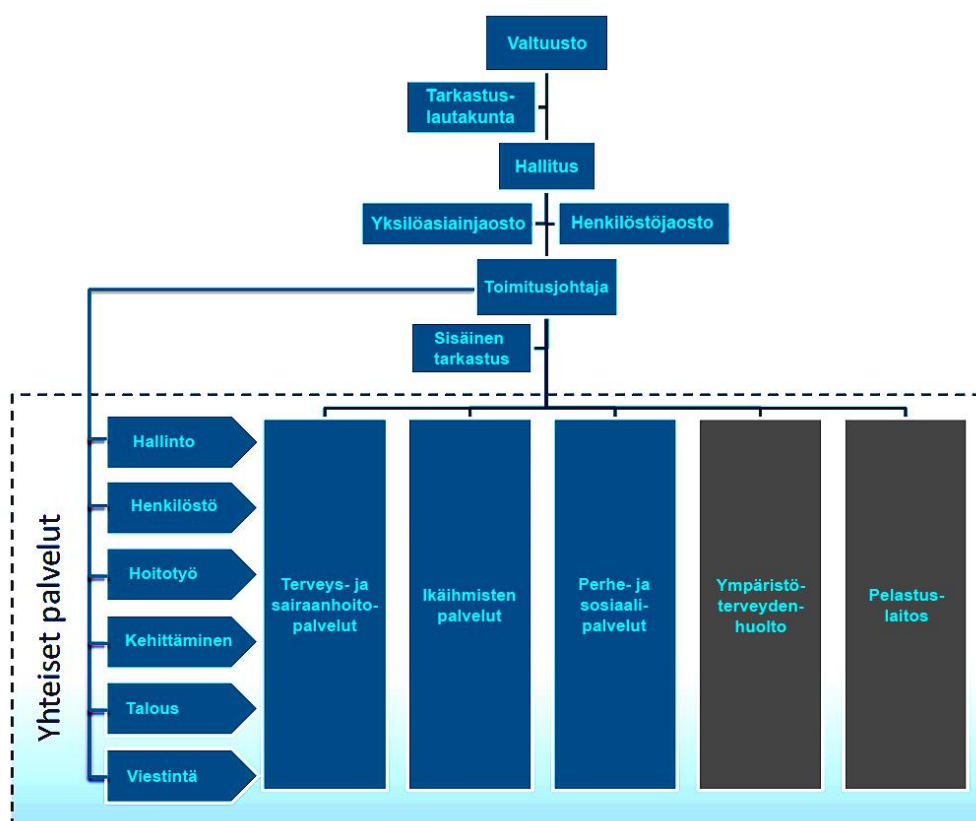 Valtuusto
Tarkastus-
lautakunta
Hallitus
Yksilöasiainjaosto
Henkilöstöjaosto
Toimitusjohtaja
Sisäinen
tarkastus
Yhteiset palvelut
Hallinto
Henkilöstö
Hoitotyö
Kehittäminen
Talous
Viestintä
Terveys- ja
sairaanhoito-
palvelut
Ikäihmisten
palvelut
Perhe- ja
sosiaali-
palvelut
Ympäristö-
terveyden-
huolto
Pelastus-
laitos